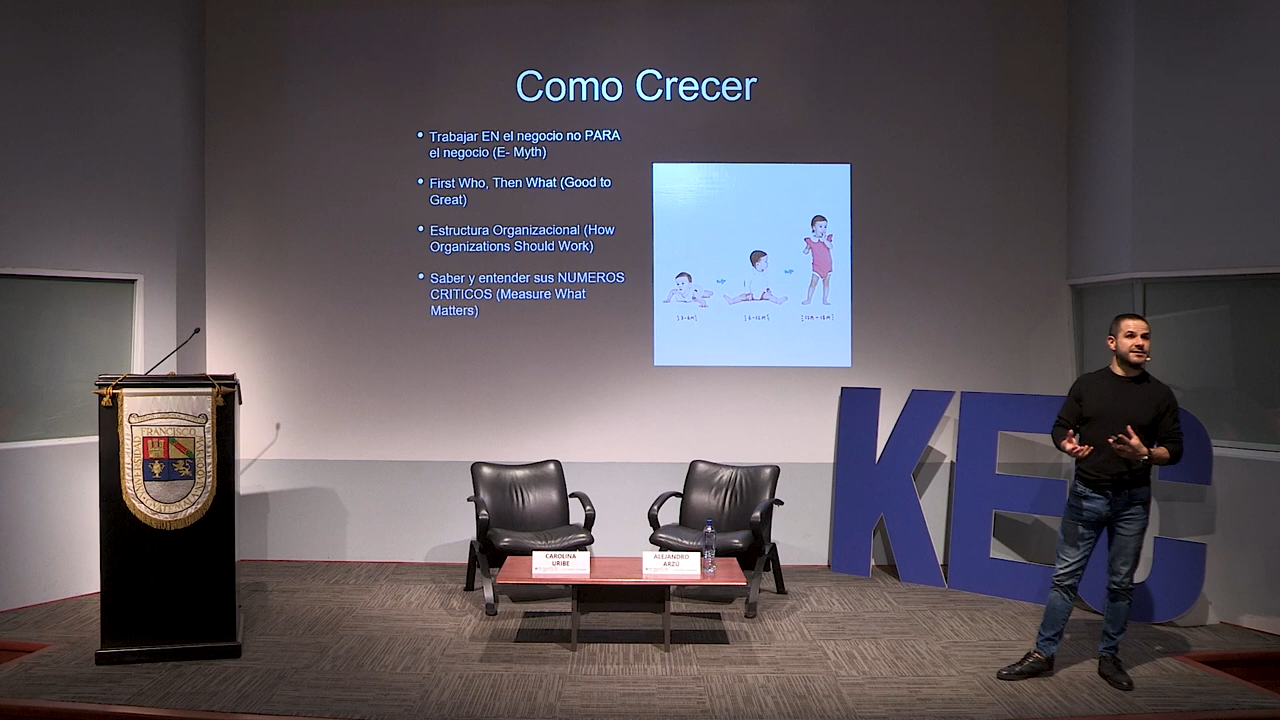 Como Crecer
• Trabajar EN el negocio no PARA
el negocio (E- Myth)
• First Who, Then What (Good to
Great)
• Estructura Organizacional (How
Organizations Should Work)
• Saber y entender sus NUMEROS
CRITICOS (Measure What
Matters)
KEC
FRANCISCO
CAROLINA
URIBE
ALEJANDRO
ARZÚ